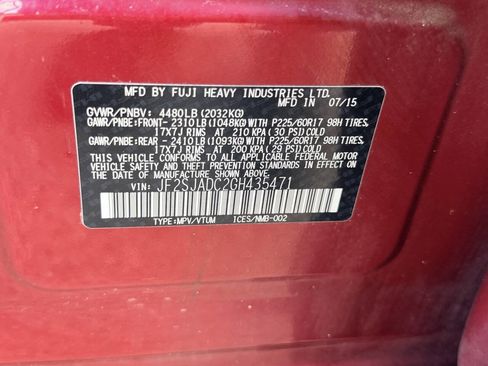 MFD BY FUJI HEAVY INDUSTRIES LTD.
MFD IN 07/15
GVWR/PNBV: 4480LB(2032KG)
GAWR/PNBE:FRONT- 2310LB(1048KG)WITH P225/60R17 98H TIRES,
17X7J RIMS AT 210 KPA(30 PSI)COLD
GAWR/PNBE:REAR - 2410LB(1093KG)WITH P225/60R17 98H TIRES,
17X7J RIMS AT 200 KPA(29 PSI)COLD
THIS VEHICLE CONFORMS TO ALL APPLICABLE FEDERAL MOTOR
VEHICLE SAFETY AND THEFT PREVENTION STANDARDS IN EFFECT ON
THE DATE OF MANUFACTURE SHOWN ABOVE.
VIN: JF2SJADC2GH435471
TYPE:MPV/VTUM ICES/NMB-002